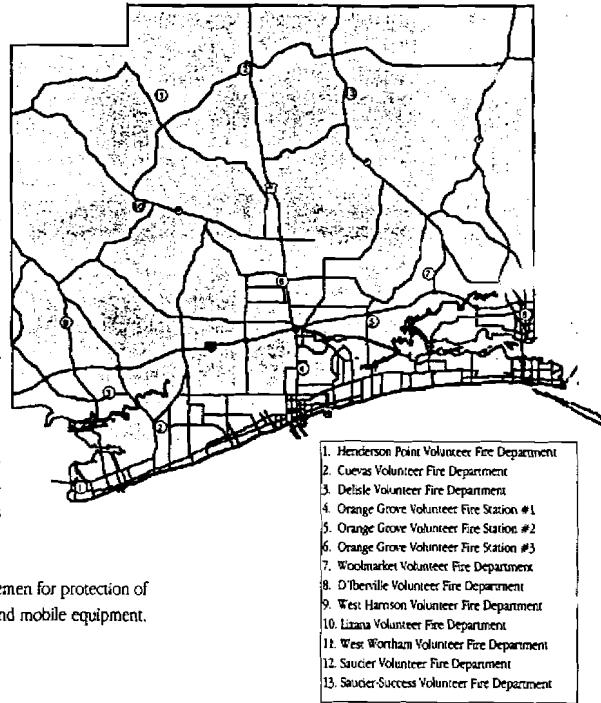 1. Henderson Point Volunteer Fire Department
2. Cuevas Volunteer Fire Department
3. Delisle Volunteer Fire Department
4. Orange Grove Volunteer Fire Station #1
5. Orange Grove Volunteer Fire Station #2
6. Orange Grove Volunteer Fire Station #3
7. Woolmarket Volunteer Fire Department
8. D'Iberville Volunteer Fire Department
9. West Harrison Volunteer Fire Department
10. Lizana Volunteer Fire Department
11. West Wortham Volunteer Fire Department
12. Saucier Volunteer Fire Department
13. Saucier-Success Volunteer Fire Department
emen for protection of
nd mobile equipment.